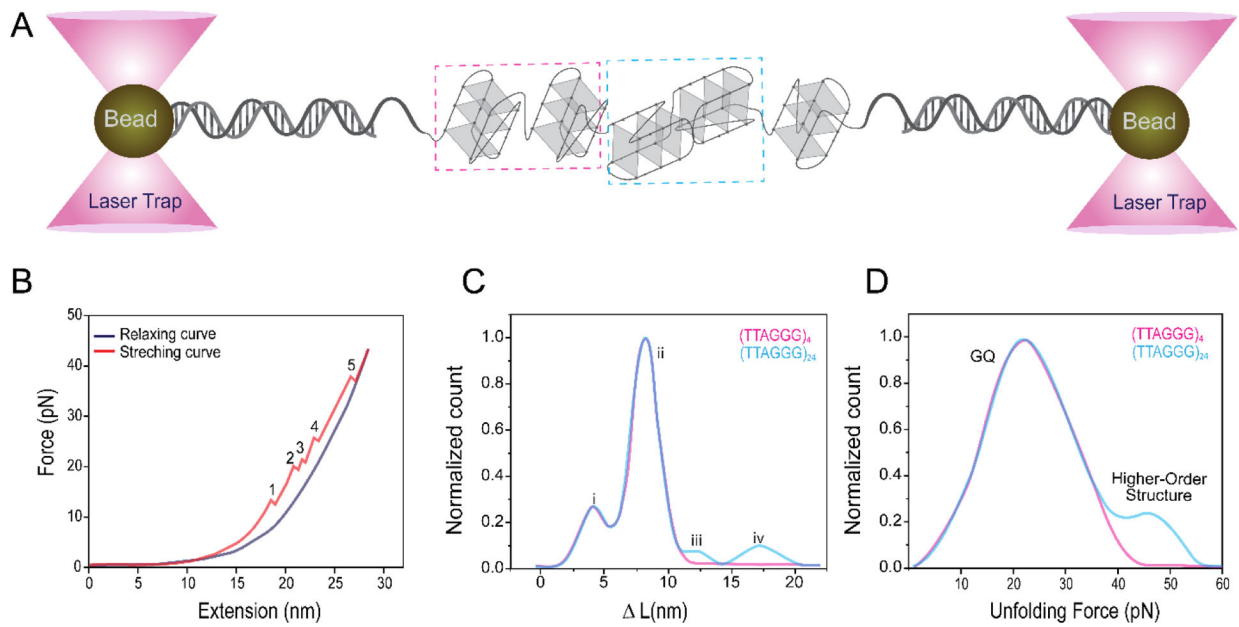 A
Bead
Bead
Laser Trap
Laser Trap
B
50
40
30
20
10
0
Relaxing curve
Streching curve
1
2
3
4
5
0
5
10
15
20
25
30
Force (pN)
Extension (nm)
C
1.0
0.8
0.6
0.4
0.2
0
(TTAGGG)4
(TTAGGG)24
i
ii
iii
iv
0
5
10
15
20
Normalized count
Δ L(nm)
D
1.0
0.8
0.6
0.4
0.2
0
(TTAGGG)4
(TTAGGG)24
GQ
Higher-Order
Structure
10
20
30
40
50
60
Normalized count
Unfolding Force (pN)